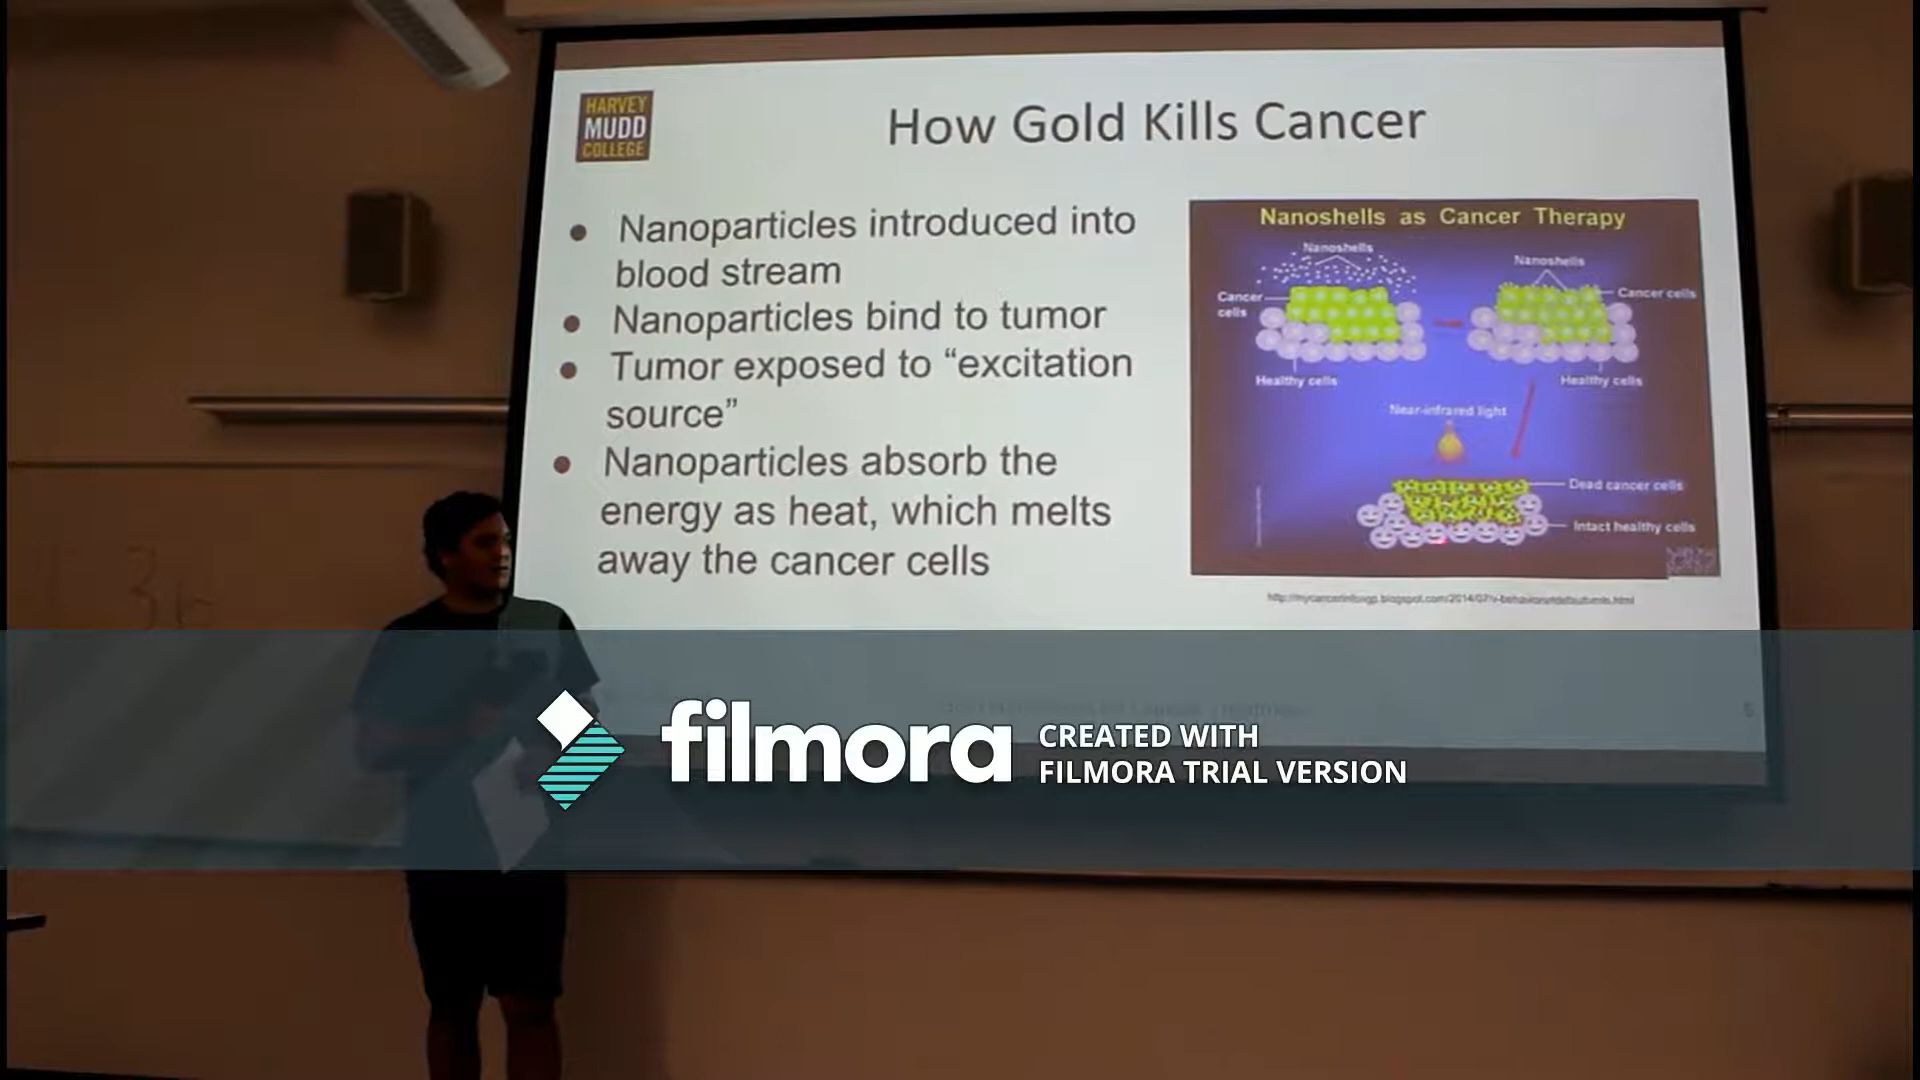 HARVEY
MUDD
COLLEGE
How Gold Kills Cancer
Nanoparticles introduced into
blood stream
Nanoparticles bind to tumor
Tumor exposed to “excitation
source”
Nanoparticles absorb the
energy as heat, which melts
away the cancer cells
Nanoshells as Cancer Therapy
Nanoshells
Nanoshells
Cancer
cells
Cancer cells
Healthy cells
Healthy cells
Near-infrared light
Dead cancer cells
Intact healthy cells
36
filmora
CREATED WITH
FILMORA TRIAL VERSION